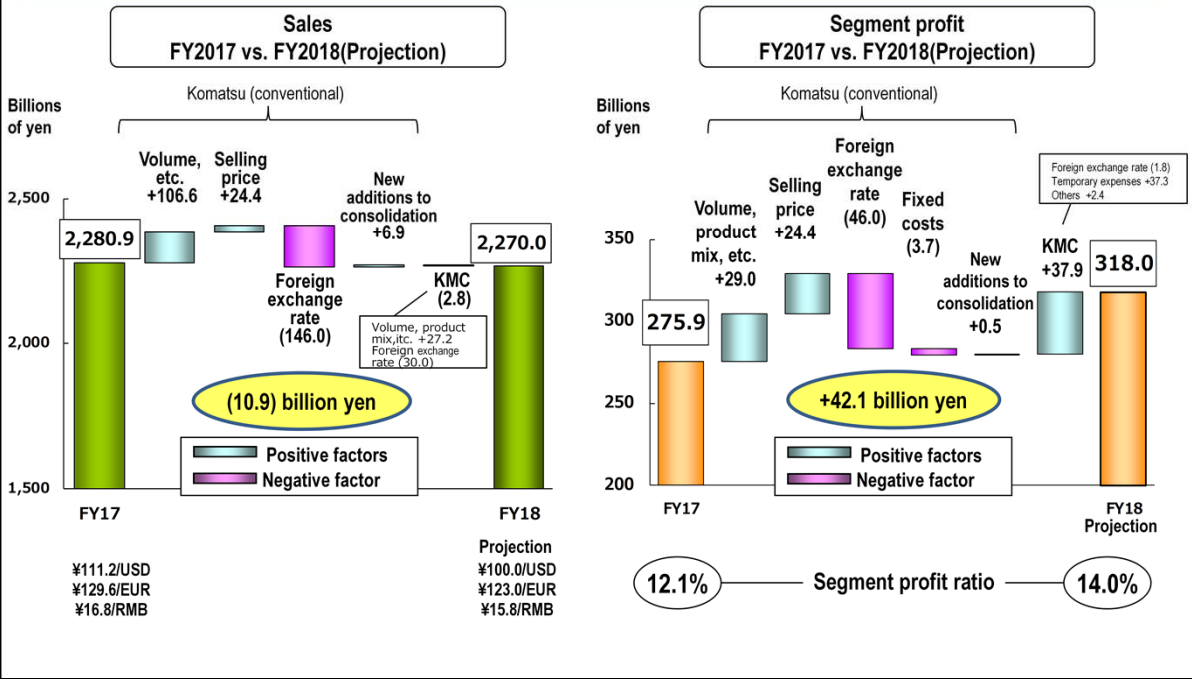 Sales
FY2017 vs. FY2018(Projection)
Komatsu (conventional)
Billions
of yen
Volume,
etc.
+106.6
Selling
price
+24.4
New
additions to
consolidation
+6.9
2,500
2,280.9
2,270.0
Foreign
exchange
rate
(146.0)
KMC
(2.8)
Volume, product
mix,itc. +27.2
Foreign exchange
rate (30.0)
2,000
(10.9) billion yen
Positive factors
Negative factor
1,500
FY17
FY18
Projection
¥111.2/USD
¥129.6/EUR
¥16.8/RMB
¥100.0/USD
¥123.0/EUR
¥15.8/RMB
Segment profit
FY2017 vs. FY2018(Projection)
Komatsu (conventional)
Billions
of yen
Volume,
product
mix, etc.
+29.0
Selling
price
+24.4
Foreign
exchange
rate
(46.0)
Fixed
costs
(3.7)
New
additions to
consolidation
+0.5
Foreign exchange rate (1.8)
Temporary expenses +37.3
Others +2.4
KMC
+37.9
350
318.0
300
275.9
250
+42.1 billion yen
Positive factors
Negative factor
200
FY17
FY18
Projection
12.1%
Segment profit ratio
14.0%